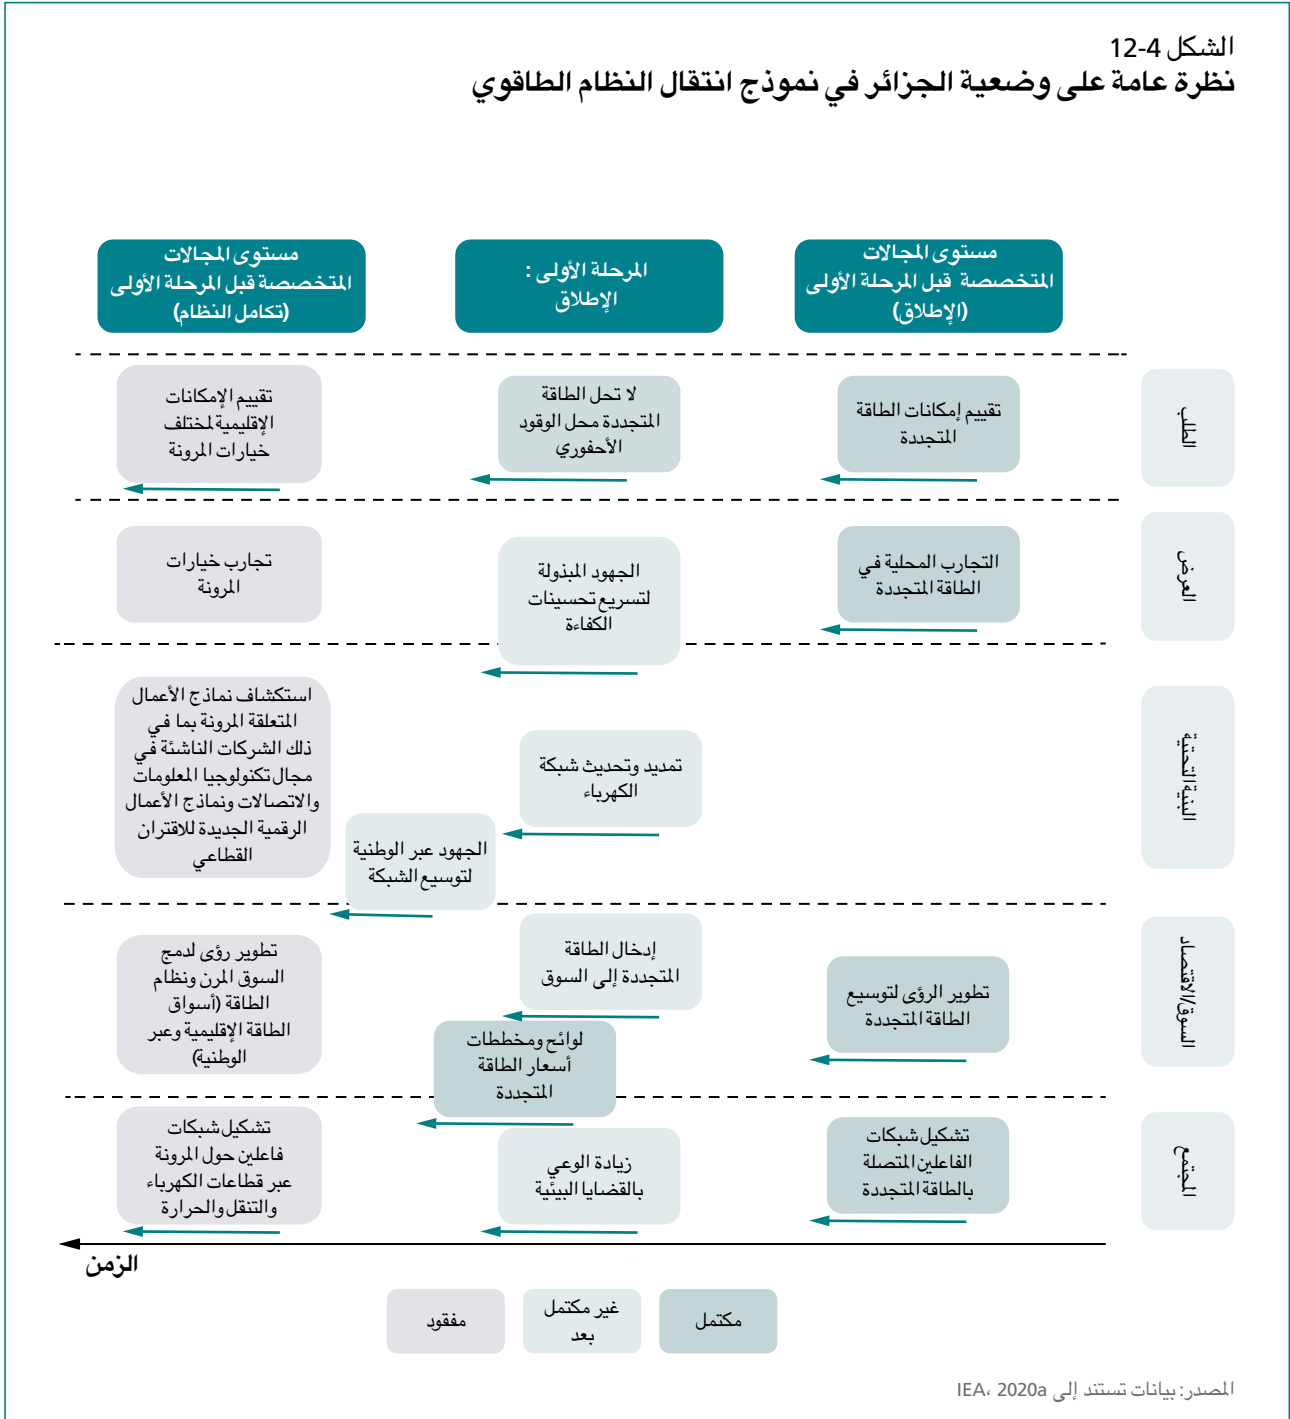 الشكل 4-12
نظرة عامة على وضعية الجزائر في نموذج انتقال النظام الطاقوي
مستوى المجالات
المتخصصة قبل المرحلة الأولى
(الإطلاق)
المرحلة الأولى :
الإطلاق
مستوى المجالات
المتخصصة قبل المرحلة الأولى
(تكامل النظام)
الطلب
تقييم إمكانات الطاقة
المتجددة
لا تحل الطاقة
المتجددة محل الوقود
الأحفوري
تقييم الإمكانات
الإقليمية لمختلف
خيارات المرونة
العرض
التجارب المحلية في
الطاقة المتجددة
الجهود المبذولة
لتسريع تحسينات
الكفاءة
تجارب خيارات
المرونة
البنية التحتية
تمديد وتحديث شبكة
الكهرباء
الجهود عبر الوطنية
لتوسيع الشبكة
استكشاف نماذج الأعمال
المتعلقة المرونة بما في
ذلك الشركات الناشئة في
مجال تكنولوجيا المعلومات
والاتصالات ونماذج الأعمال
الرقمية الجديدة للاقتران
القطاعي
السوق/الاقتصاد
تطوير الرؤى لتوسيع
الطاقة المتجددة
إدخال الطاقة
المتجددة إلى السوق
لوائح ومخططات
أسعار الطاقة
المتجددة
تطوير رؤى لدمج
السوق المرن ونظام
الطاقة (أسواق
الطاقة الإقليمية وعبر
الوطنية)
المجتمع
تشكيل شبكات
الفاعلين المتصلة
بالطاقة المتجددة
زيادة الوعي
بالقضايا البيئية
تشكيل شبكات
فاعلين حول المرونة
عبر قطاعات الكهرباء
والتنقل والحرارة
الزمن
مكتمل
غير مكتمل
بعد
مفقود
المصدر: بيانات تستند إلى IEA، 2020a